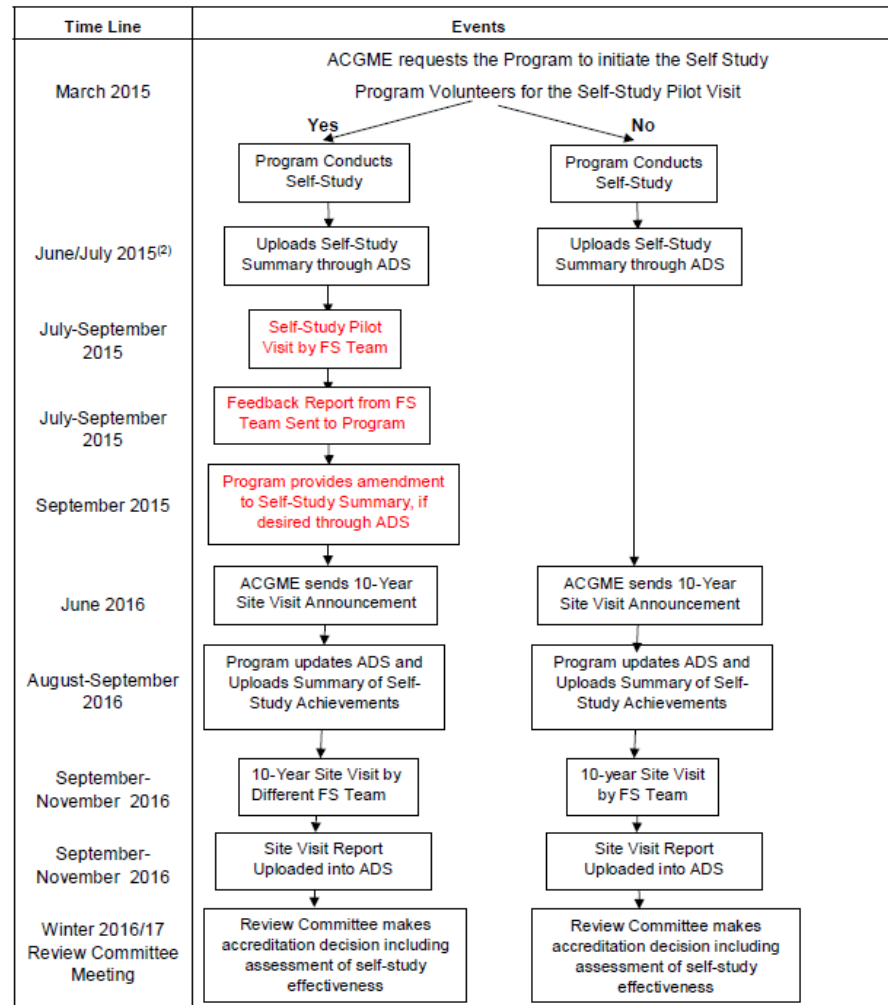 Time Line
Events
March 2015
ACGME requests the Program to initiate the Self Study
Program Volunteers for the Self-Study Pilot Visit
Yes
No
Program Conducts
Self-Study
Program Conducts
Self-Study
June/July 2015⁽²⁾
Uploads Self-Study
Summary through ADS
Uploads Self-Study
Summary through ADS
July-September
2015
Self-Study Pilot
Visit by FS Team
July-September
2015
Feedback Report from FS
Team Sent to Program
September 2015
Program provides amendment
to Self-Study Summary, if
desired through ADS
June 2016
ACGME sends 10-Year
Site Visit Announcement
ACGME sends 10-Year
Site Visit Announcement
August-September
2016
Program updates ADS and
Uploads Summary of Self-
Study Achievements
Program updates ADS and
Uploads Summary of Self-
Study Achievements
September-
November 2016
10-Year Site Visit by
Different FS Team
10-year Site Visit
by FS Team
September-
November 2016
Site Visit Report
Uploaded into ADS
Site Visit Report
Uploaded into ADS
Winter 2016/17
Review Committee
Meeting
Review Committee makes
accreditation decision including
assessment of self-study
effectiveness
Review Committee makes
accreditation decision including
assessment of self-study
effectiveness